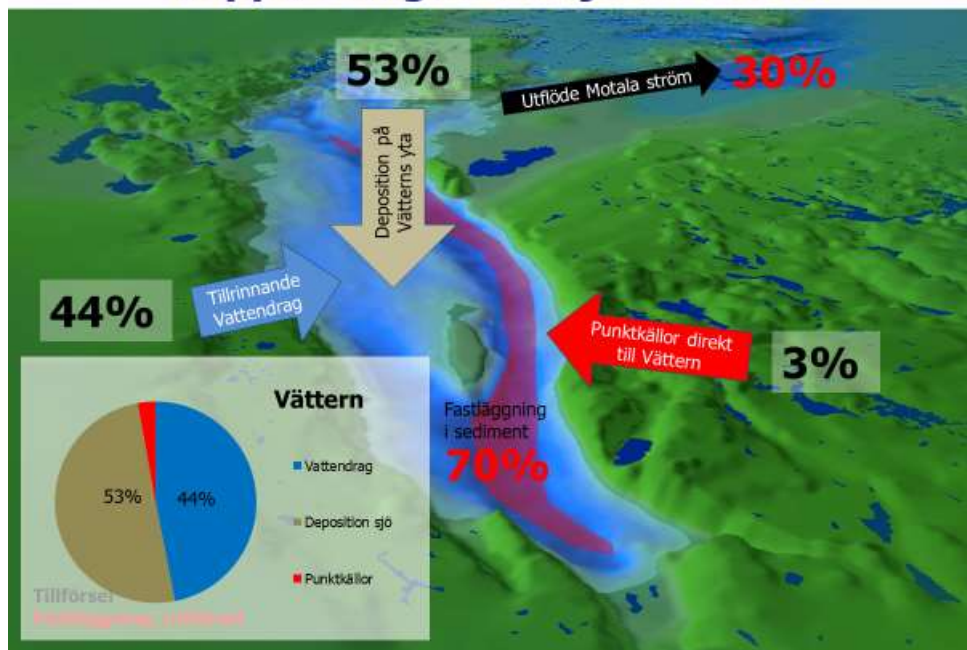 53%
Utflöde Motala ström
30%
Deposition på
Vätterns yta
Tillrinnande
Vattendrag
44%
Punktkällor direkt
till Vättern
3%
Fastläggning
i sediment
70%
Vättern
53%
44%
Vattendrag
Deposition sjö
Punktkällor
Tillförsel